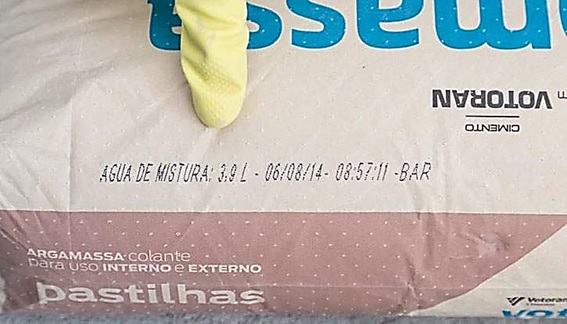 massa
VOTORAN
CIMENTO
AGUA DE MISTURA: 3.9 L - 06/08/14- 08:57:11 -BAR
ARGAMASSA colante
para uso INTERNO e EXTERNO
pastilhas
Votoran